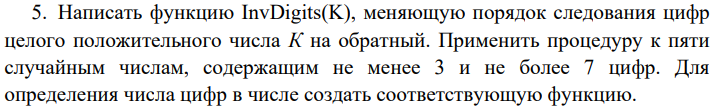 5. Написать функцию InvDigits(K), меняющую порядок следования цифр
целого положительного числа K на обратный. Применить процедуру к пяти
случайным числам, содержащим не менее 3 и не более 7 цифр. Для
определения числа цифр в числе создать соответствующую функцию.